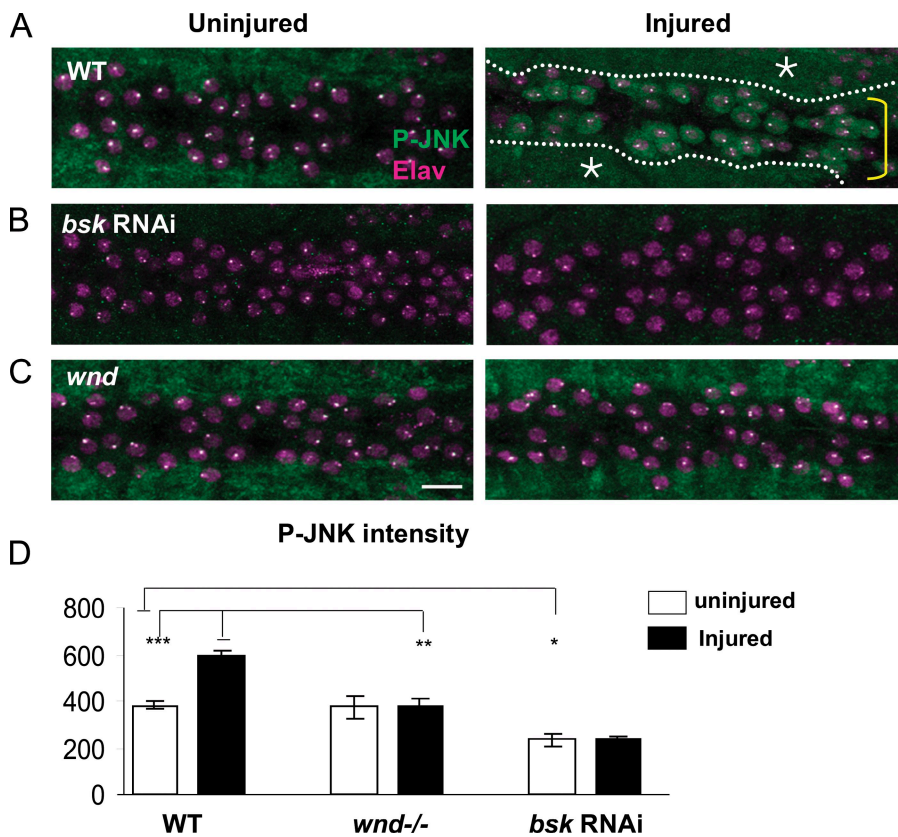 A
Uninjured
Injured
WT
P-JNK
Elav
*
*
B
bsk RNAi
C
wnd
P-JNK intensity
D
800
600
400
200
0
***
**
*
uninjured
Injured
WT
wnd-/-
bsk RNAi